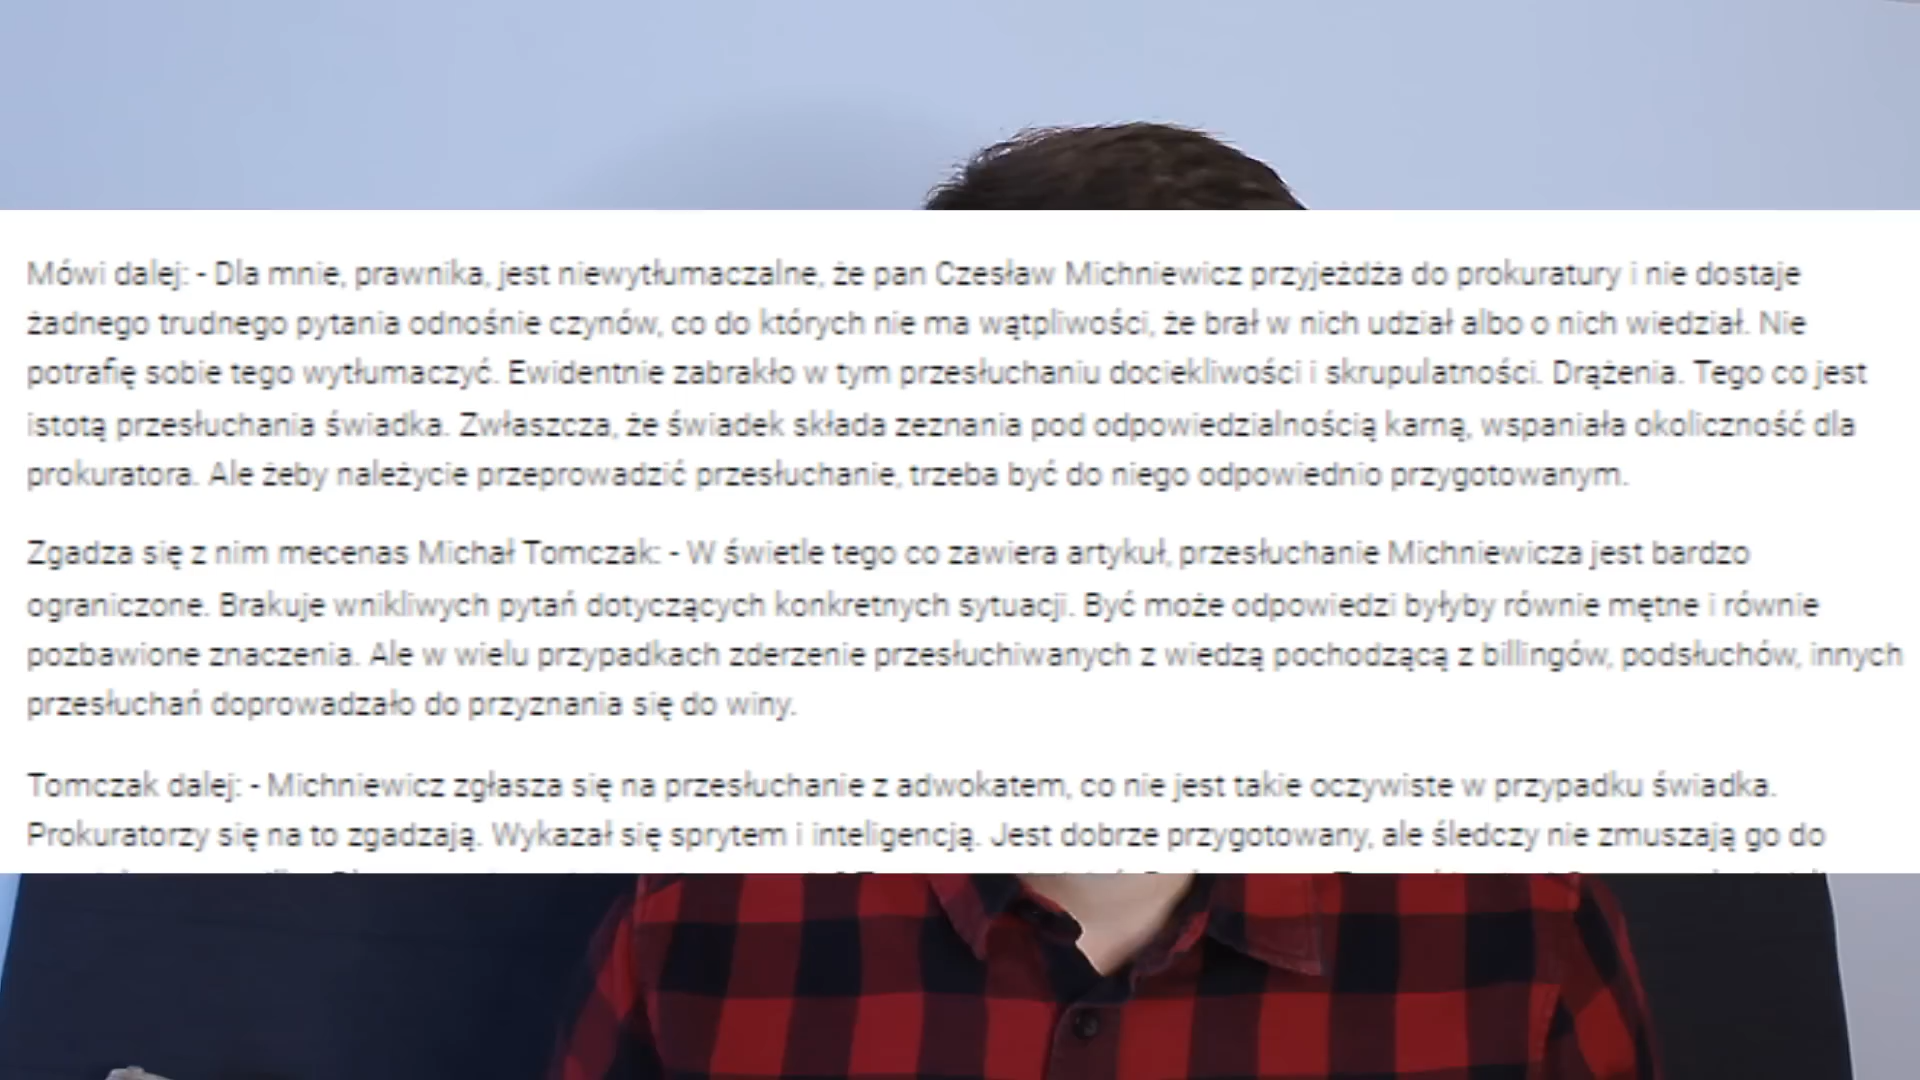 Mówi dalej: - Dla mnie, prawnika, jest niewytłumaczalne, że pan Czesław Michniewicz przyjeżdża do prokuratury i nie dostaje
żadnego trudnego pytania odnośnie czynów, co do których nie ma wątpliwości, że brał w nich udział albo o nich wiedział. Nie
potrafię sobie tego wytłumaczyć. Ewidentnie zabrakło w tym przesłuchaniu dociekliwości i skrupulatności. Drążenia. Tego co jest
istotą przesłuchania świadka. Zwłaszcza, że świadek składa zeznania pod odpowiedzialnością karną, wspaniała okoliczność dla
prokuratora. Ale żeby należycie przeprowadzić przesłuchanie, trzeba być do niego odpowiednio przygotowanym.
Zgadza się z nim mecenas Michał Tomczak: - W świetle tego co zawiera artykuł, przesłuchanie Michniewicza jest bardzo
ograniczone. Brakuje wnikliwych pytań dotyczących konkretnych sytuacji. Być może odpowiedzi byłyby równie mętne i równie
pozbawione znaczenia. Ale w wielu przypadkach zderzenie przesłuchiwanych z wiedzą pochodzącą z billingów, podsłuchów, innych
przesłuchań doprowadzało do przyznania się do winy.
Tomczak dalej: - Michniewicz zgłasza się na przesłuchanie z adwokatem, co nie jest takie oczywiste w przypadku świadka.
Prokuratorzy się na to zgadzają. Wykazał się sprytem i inteligencją. Jest dobrze przygotowany, ale śledczy nie zmuszają go do